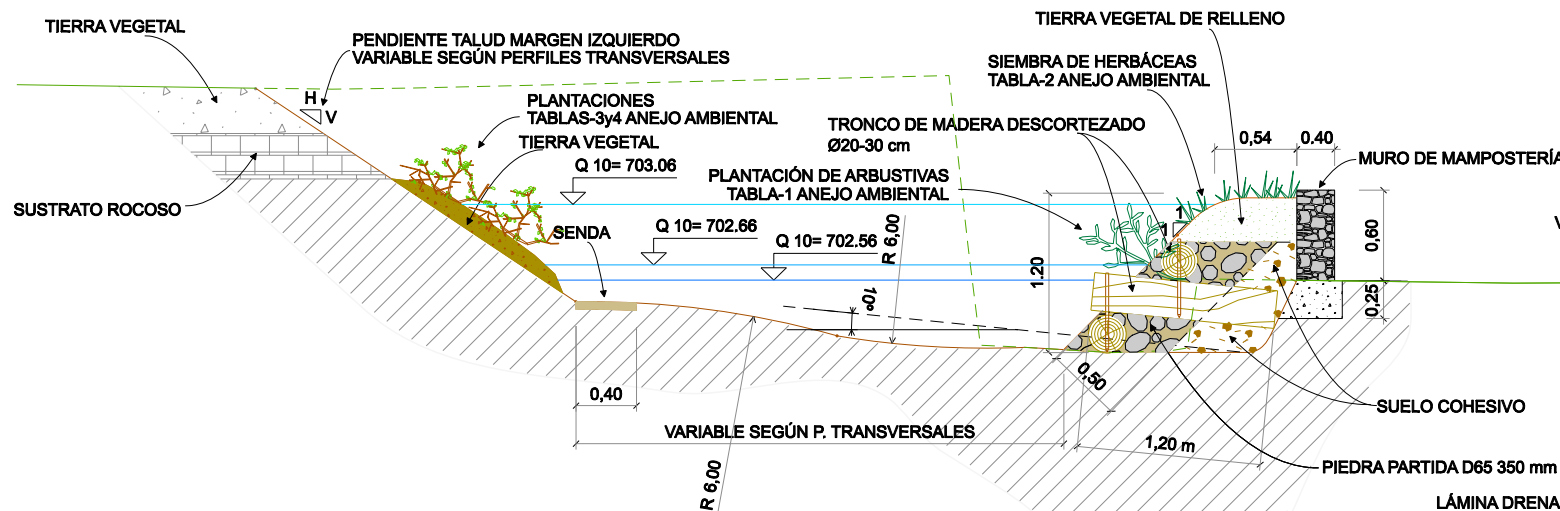 TIERRA VEGETAL
PENDIENTE TALUD MARGEN IZQUIERDO
VARIABLE SEGÚN PERFILES TRANSVERSALES
H
V
PLANTACIONES
TABLAS-3y4 ANEJO AMBIENTAL
TIERRA VEGETAL
Q 10= 703.06
SUSTRATO ROCOSO
SENDA
Q 10= 702.66
Q 10= 702.56
TIERRA VEGETAL DE RELLENO
SIEMBRA DE HERBÁCEAS
TABLA-2 ANEJO AMBIENTAL
TRONCO DE MADERA DESCORTEZADO
Ø20-30 cm
PLANTACIÓN DE ARBUSTIVAS
TABLA-1 ANEJO AMBIENTAL
0,54
0.40
MURO DE MAMPOSTERÍA
1
1
R 6,00
1.20
0,60
0,25
10º
0,50
0,40
VARIABLE SEGÚN P. TRANSVERSALES
1,20 m
R 6,00
SUELO COHESIVO
PIEDRA PARTIDA D65 350 mm
LÁMINA DRENA
V